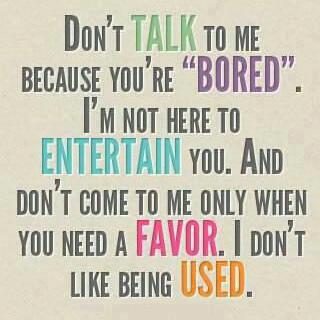 DON'T TALK TO ME
BECAUSE YOU'RE “BORED”.
I'M NOT HERE TO
ENTERTAIN YOU. AND
DON'T COME TO ME ONLY WHEN
YOU NEED A FAVOR. I DON'T
LIKE BEING USED.